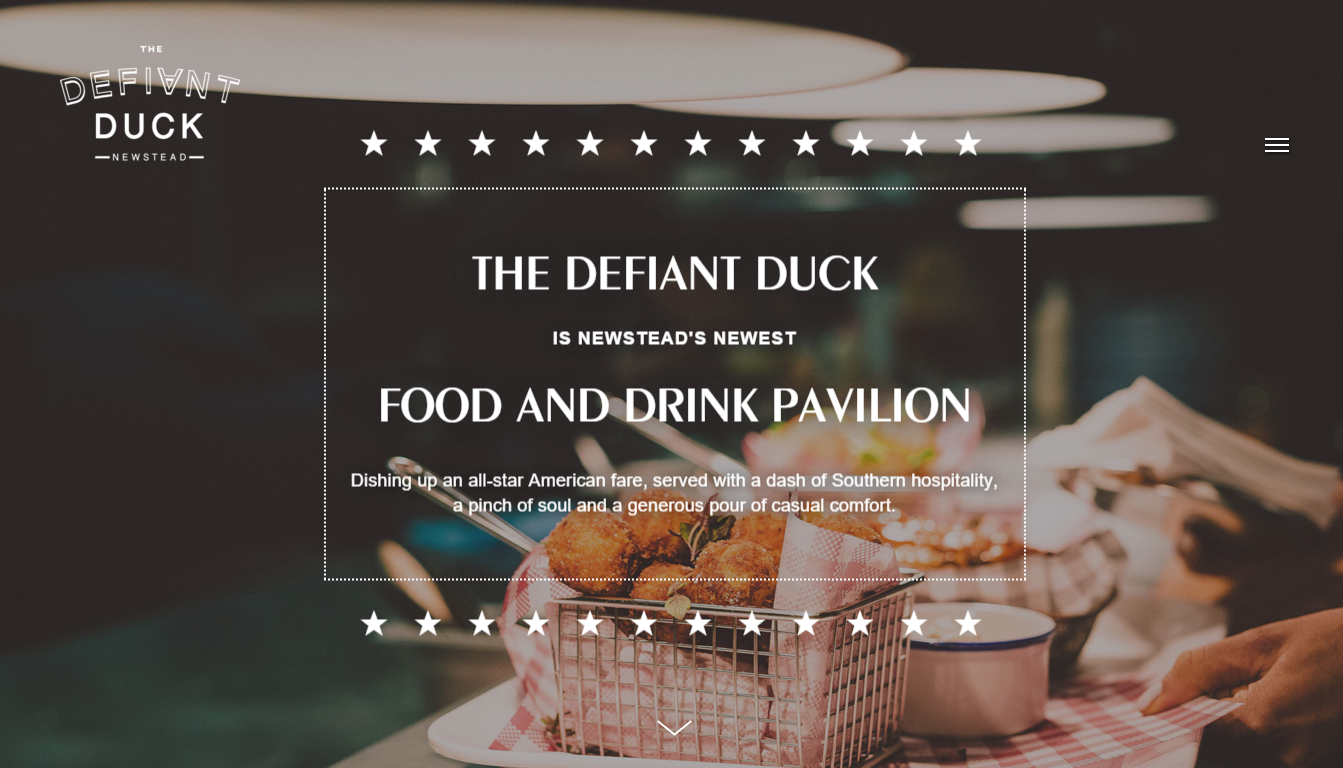 THE
DEFIANT
DUCK
NEWSTEAD
THE DEFIANT DUCK
IS NEWSTEAD'S NEWEST
FOOD AND DRINK PAVILION
Dishing up an all-star American fare, served with a dash of Southern hospitality,
a pinch of soul and a generous pour of casual comfort.